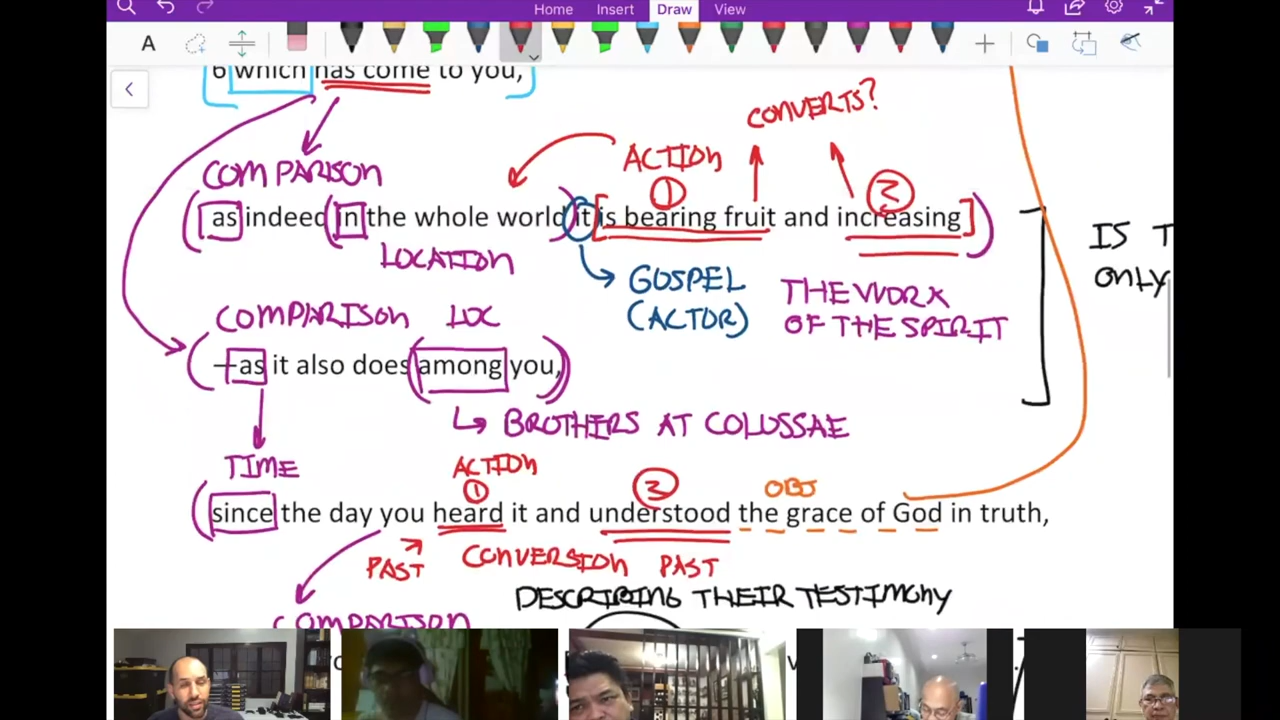 Home Insert Draw View
A
6 which has come to you,
CONVERTS?
COMPARISON
ACTION
1
2
as indeed in the whole world it is bearing fruit and increasing
IS T
ONLY
LOCATION
GOSPEL
(ACTOR)
THE WORK
OF THE SPIRIT
COMPARISON LOC
—as it also does among you,
BROTHERS AT COLOSSAE
TIME
ACTION
1
2
OBJ
since the day you heard it and understood the grace of God in truth,
PAST CONVERSION PAST
DESCRIBING THEIR TESTIMONY
COMPARISON